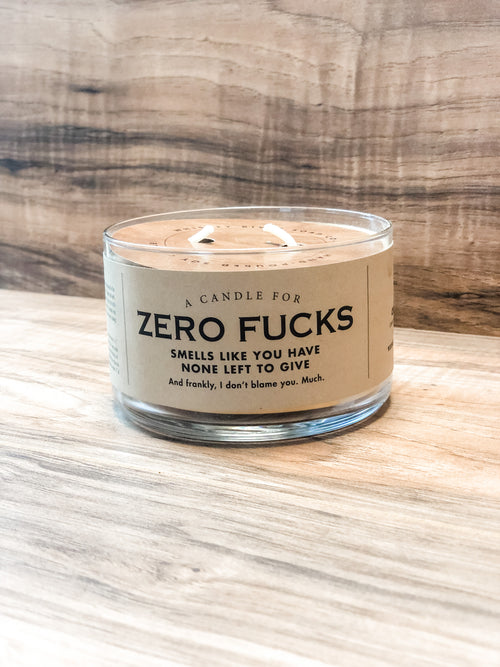 A CANDLE FOR
ZERO FUCKS
SMELLS LIKE YOU HAVE
NONE LEFT TO GIVE
And frankly, I don't blame you. Much.